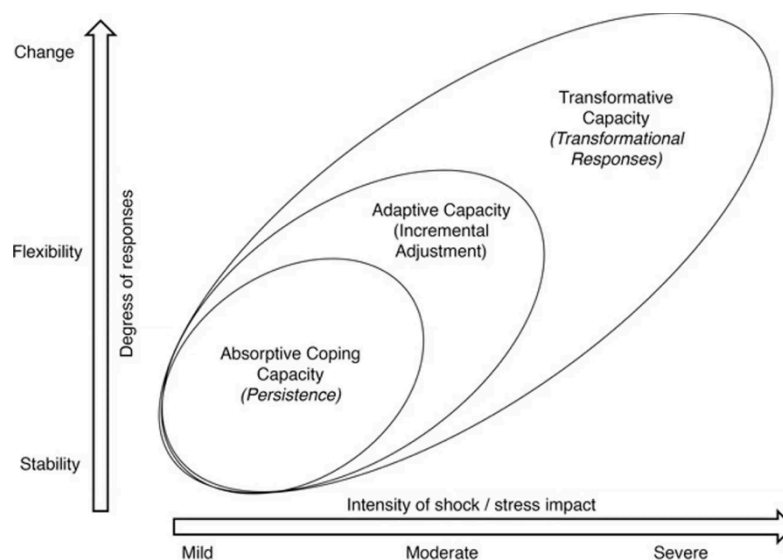 Change
Transformative
Capacity
(Transformational
Responses)
Adaptive Capacity
(Incremental
Adjustment)
Flexibility
Degress of responses
Absorptive Coping
Capacity
(Persistence)
Stability
Intensity of shock / stress impact
Mild
Moderate
Severe